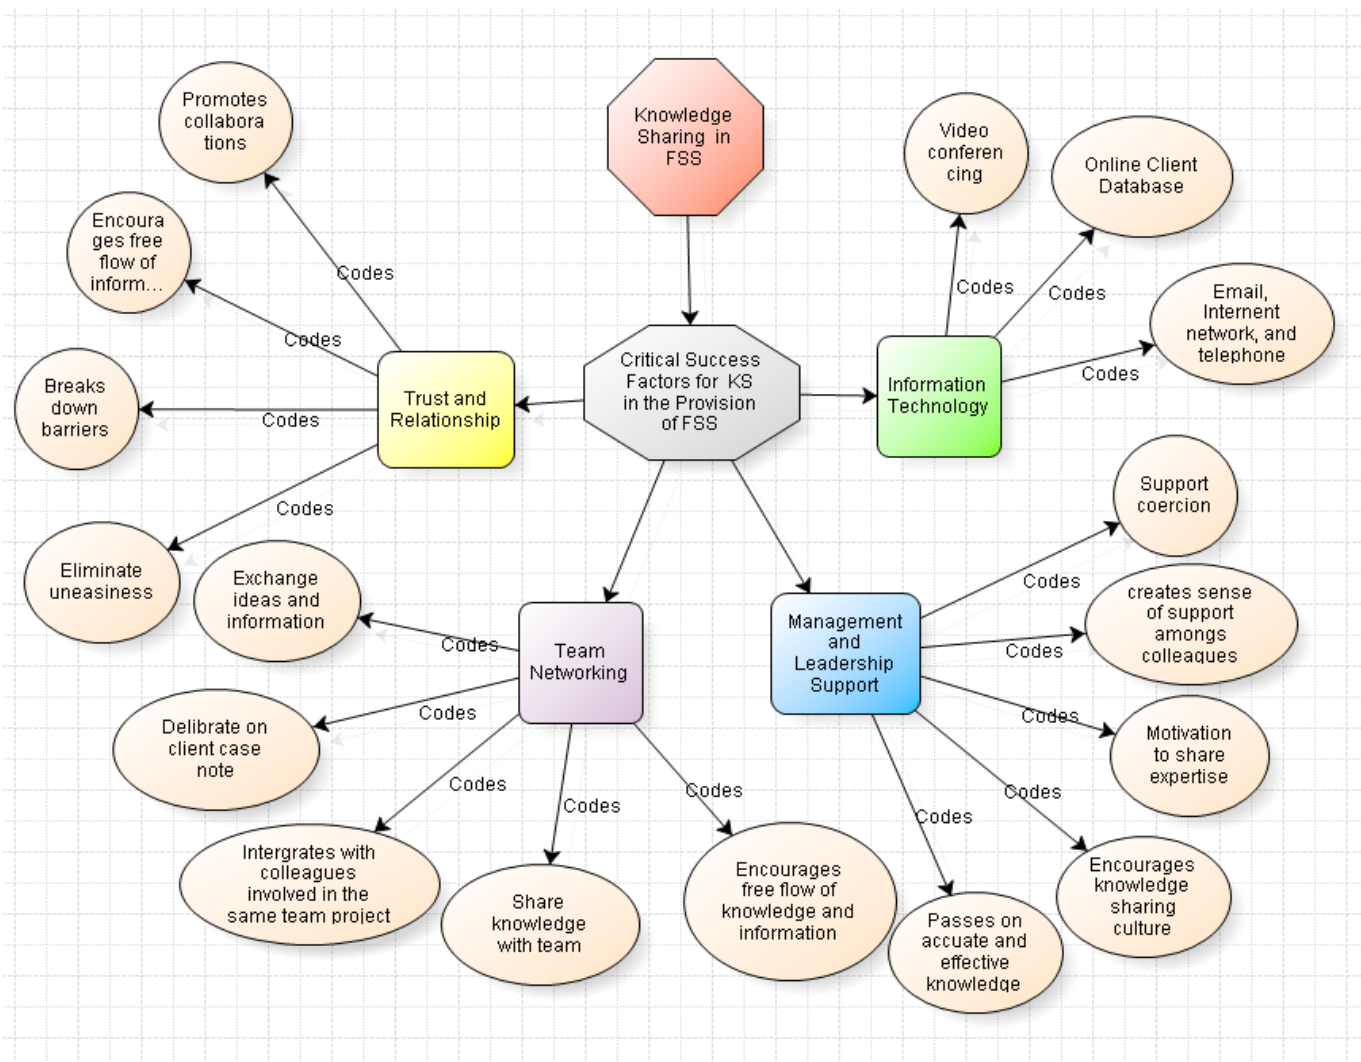 Knowledge
Sharing in
FSS
Critical Success
Factors for KS
in the Provision
of FSS
Trust and
Relationship
Promotes
collabora
tions
Codes
Encoura
ges free
flow of
inform...
Codes
Breaks
down
barriers
Codes
Eliminate
uneasiness
Codes
Information
Technology
Video
conferen
cing
Codes
Online Client
Database
Codes
Email,
Internent
network, and
telephone
Codes
Team
Networking
Exchange
ideas and
information
Codes
Delibrate on
client case
note
Codes
Intergrates with
colleagues
involved in the
same team project
Codes
Share
knowledge
with team
Codes
Encourages
free flow of
knowledge and
information
Codes
Management
and
Leadership
Support
Support
coercion
Codes
creates sense
of support
amongs
colleagues
Codes
Motivation
to share
expertise
Codes
Encourages
knowledge
sharing
culture
Codes
Passes on
accuate and
effective
knowledge
Codes